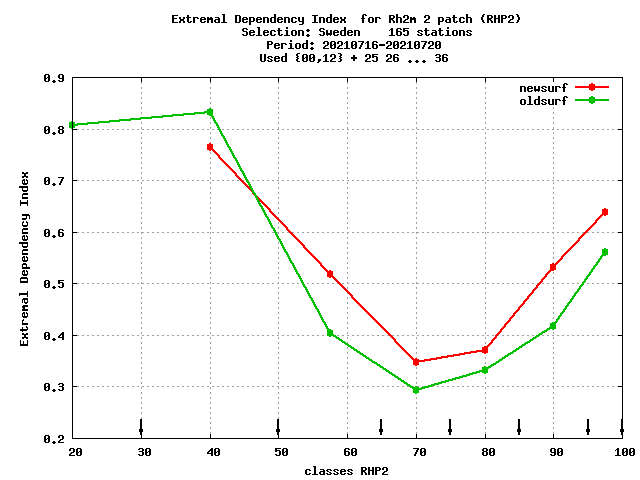 Extremal Dependency Index  for Rh2m 2 patch (RHP2)
Selection: Sweden    165 stations
Period: 20210716-20210720
Used {00,12} + 25 26 ... 36
newsurf
oldsurf
0.9
0.8
0.7
0.6
0.5
0.4
0.3
0.2
Extremal Dependency Index
20 30 40 50 60 70 80 90 100
classes RHP2